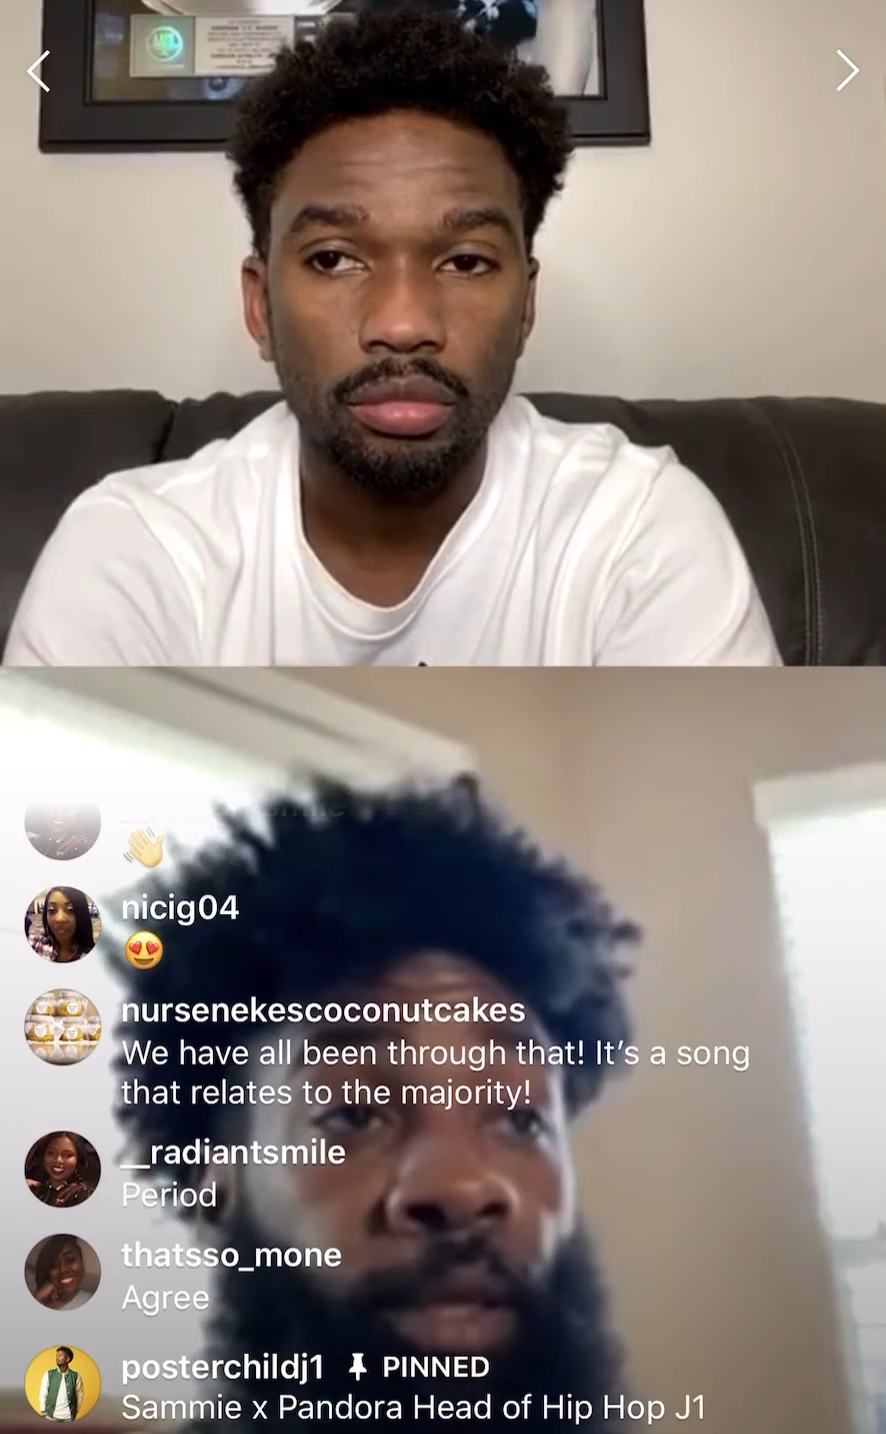 nicig04
😍
nursenekescoconutcakes
We have all been through that! It’s a song
that relates to the majority!
__radiantsmile
Period
thatsso_mone
Agree
posterchildj1 PINNED
Sammie x Pandora Head of Hip Hop J1